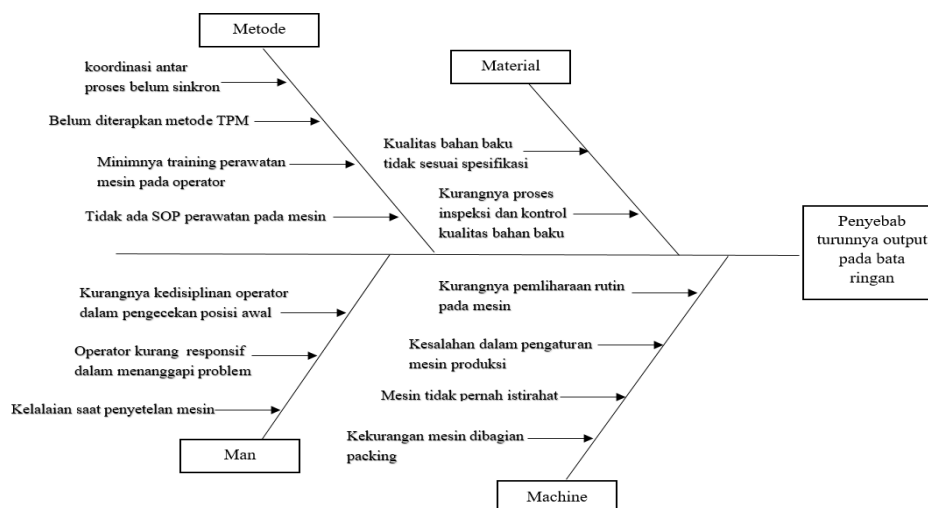 Metode
koordinasi antar
proses belum sinkron
Belum diterapkan metode TPM
Minimnya training perawatan
mesin pada operator
Tidak ada SOP perawatan pada mesin
Material
Kualitas bahan baku
tidak sesuai spesifikasi
Kurangnya proses
inspeksi dan kontrol
kualitas bahan baku
Penyebab
turunnya output
pada bata
ringan
Kurangnya kedisiplinan operator
dalam pengecekan posisi awal
Operator kurang responsif
dalam menanggapi problem
Kelalaian saat penyetelan mesin
Man
Kurangnya pemliharaan rutin
pada mesin
Kesalahan dalam pengaturan
mesin produksi
Mesin tidak pernah istirahat
Kekurangan mesin dibagian
packing
Machine